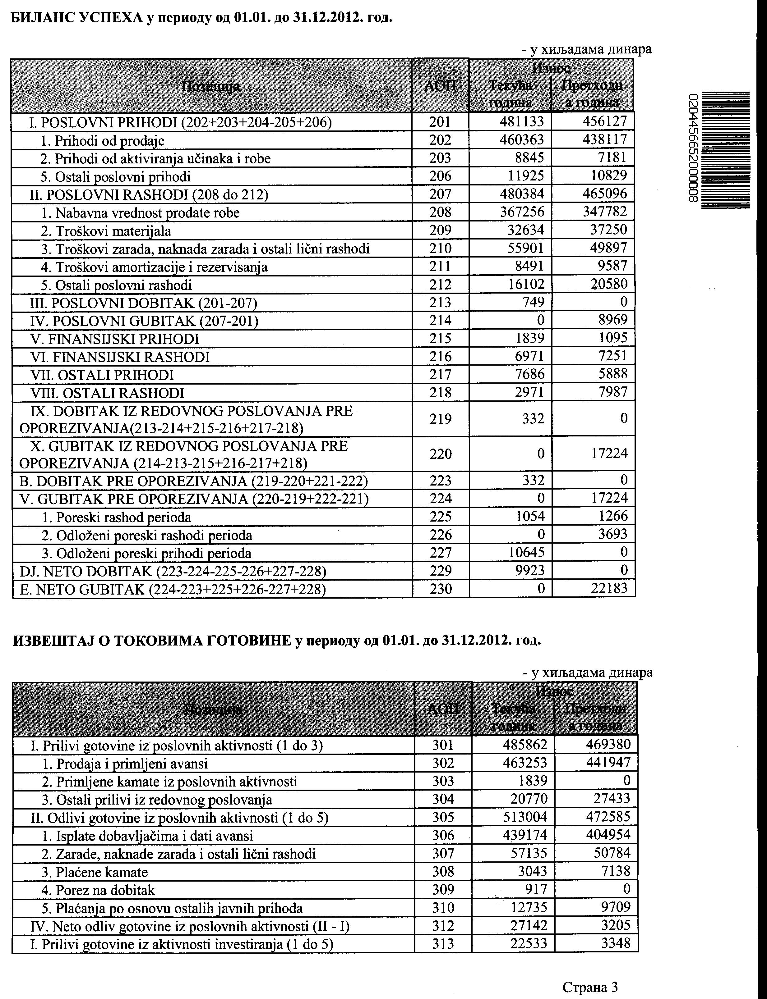 БИЛАНС УСПЕХА у периоду од 01.01. до 31.12.2012. год.
- у хиљадама динара
Позиција АОП Износ
Текућа година Претходн а година
I. POSLOVNI PRIHODI (202+203+204-205+206) 201 481133 456127
1. Prihodi od prodaje 202 460363 438117
2. Prihodi od aktiviranja učinaka i robe 203 8845 7181
5. Ostali poslovni prihodi 206 11925 10829
II. POSLOVNI RASHODI (208 do 212) 207 480384 465096
1. Nabavna vrednost prodate robe 208 367256 347782
2. Troškovi materijala 209 32634 37250
3. Troškovi zarada, naknada zarada i ostali lični rashodi 210 55901 49897
4. Troškovi amortizacije i rezervisanja 211 8491 9587
5. Ostali poslovni rashodi 212 16102 20580
III. POSLOVNI DOBITAK (201-207) 213 749 0
IV. POSLOVNI GUBITAK (207-201) 214 0 8969
V. FINANSIJSKI PRIHODI 215 1839 1095
VI. FINANSIJSKI RASHODI 216 6971 7251
VII. OSTALI PRIHODI 217 7686 5888
VIII. OSTALI RASHODI 218 2971 7987
IX. DOBITAK IZ REDOVNOG POSLOVANJA PRE
OPOREZIVANJA(213-214+215-216+217-218) 219 332 0
X. GUBITAK IZ REDOVNOG POSLOVANJA PRE
OPOREZIVANJA (214-213-215+216-217+218) 220 0 17224
B. DOBITAK PRE OPOREZIVANJA (219-220+221-222) 223 332 0
V. GUBITAK PRE OPOREZIVANJA (220-219+222-221) 224 0 17224
1. Poreski rashod perioda 225 1054 1266
2. Odloženi poreski rashodi perioda 226 0 3693
3. Odloženi poreski prihodi perioda 227 10645 0
DJ. NETO DOBITAK (223-224-225-226+227-228) 229 9923 0
E. NETO GUBITAK (224-223+225+226-227+228) 230 0 22183
0204456652000008
ИЗВЕШТАЈ О ТОКОВИМА ГОТОВИНЕ у периоду од 01.01. до 31.12.2012. год.
- у хиљадама динара
Позиција АОП Износ
Текућа година Претходн а година
I. Prilivi gotovine iz poslovnih aktivnosti (1 do 3) 301 485862 469380
1. Prodaja i primljeni avansi 302 463253 441947
2. Primljene kamate iz poslovnih aktivnosti 303 1839 0
3. Ostali prilivi iz redovnog poslovanja 304 20770 27433
II. Odlivi gotovine iz poslovnih aktivnosti (1 do 5) 305 513004 472585
1. Isplate dobavljačima i dati avansi 306 439174 404954
2. Zarade, naknade zarada i ostali lični rashodi 307 57135 50784
3. Plaćene kamate 308 3043 7138
4. Porez na dobitak 309 917 0
5. Plaćanja po osnovu ostalih javnih prihoda 310 12735 9709
IV. Neto odliv gotovine iz poslovnih aktivnosti (II - I) 312 27142 3205
I. Prilivi gotovine iz aktivnosti investiranja (1 do 5) 313 22533 3348
Страна 3